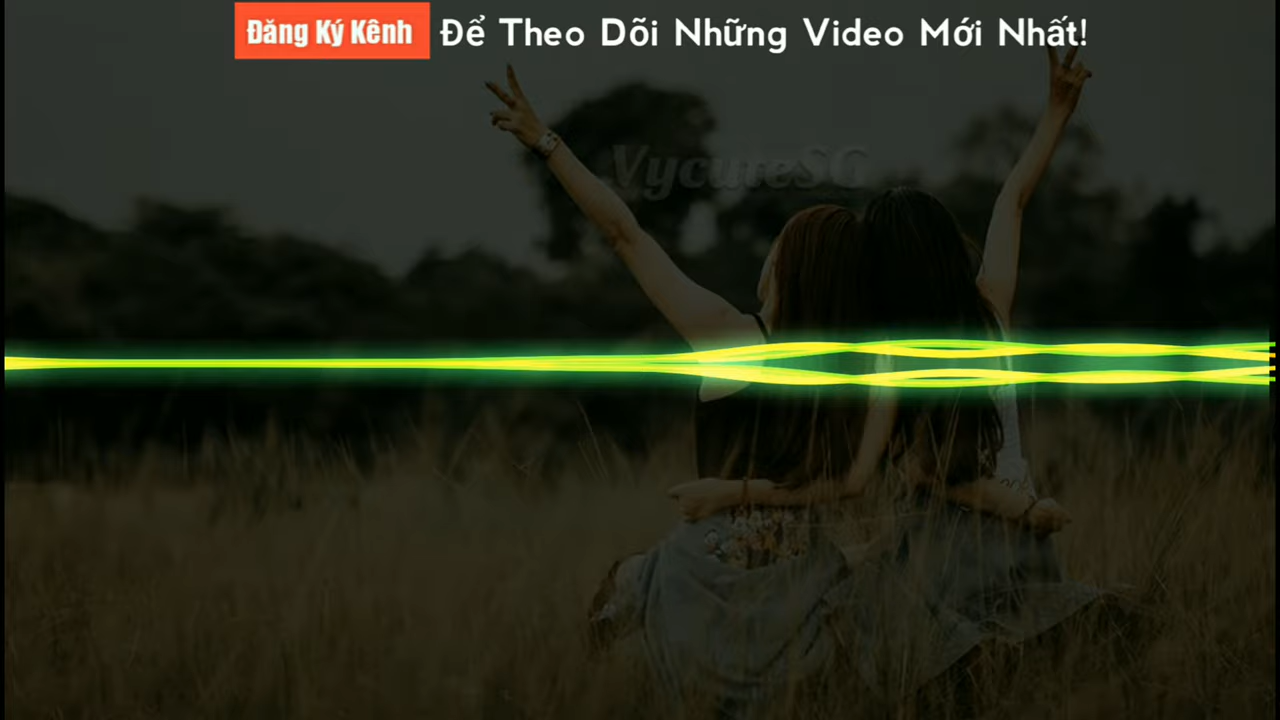 Đăng Ký Kênh Để Theo Dõi Những Video Mới Nhất!
VycuteSG